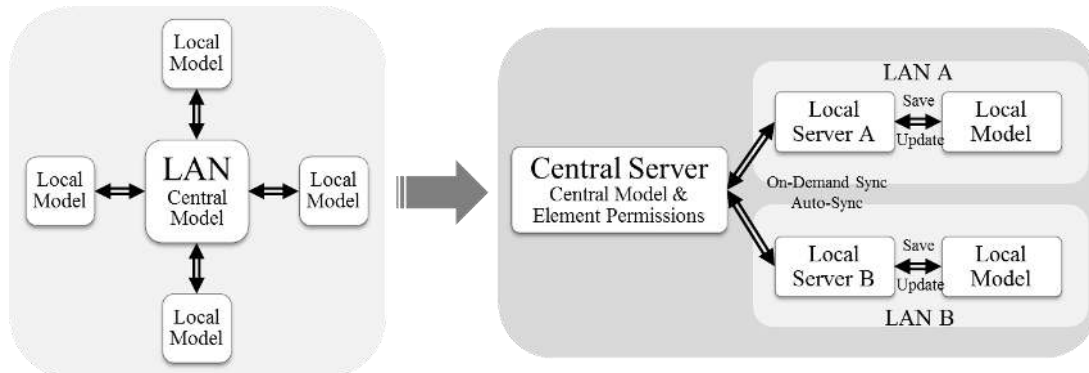 Local
Model
Local
Model
LAN
Central
Model
Local
Model
Local
Model
Central Server
Central Model &
Element Permissions
LAN A
Local
Server A
Save
Update
Local
Model
On-Demand Sync
Auto-Sync
Local
Server B
Save
Update
Local
Model
LAN B